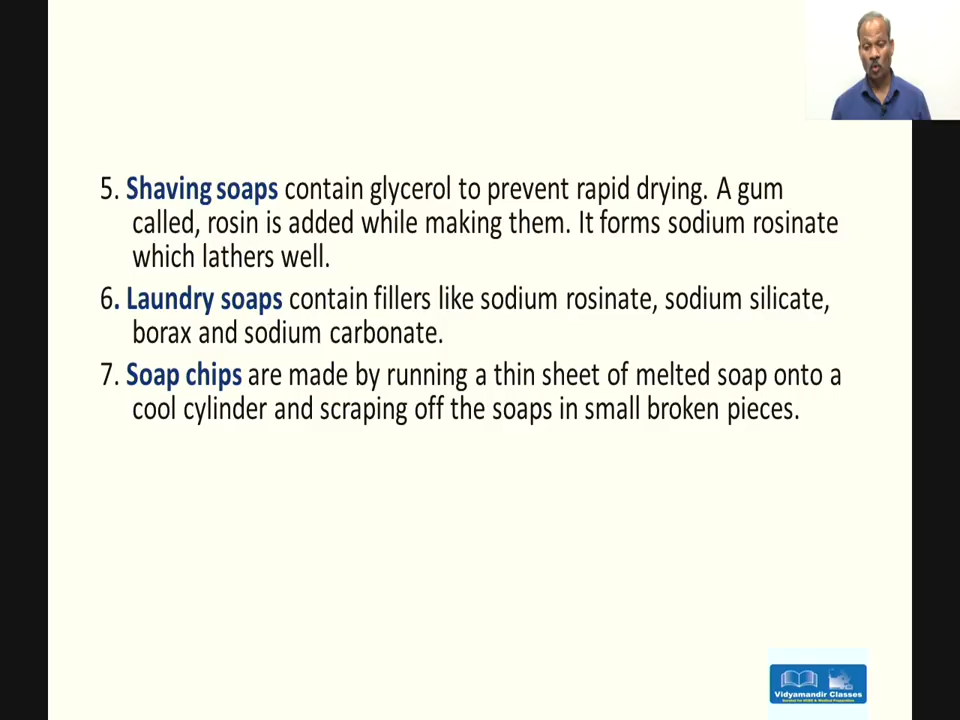 5. Shaving soaps contain glycerol to prevent rapid drying. A gum
called, rosin is added while making them. It forms sodium rosinate
which lathers well.
6. Laundry soaps contain fillers like sodium rosinate, sodium silicate,
borax and sodium carbonate.
7. Soap chips are made by running a thin sheet of melted soap onto a
cool cylinder and scraping off the soaps in small broken pieces.
Vidyamandir Classes